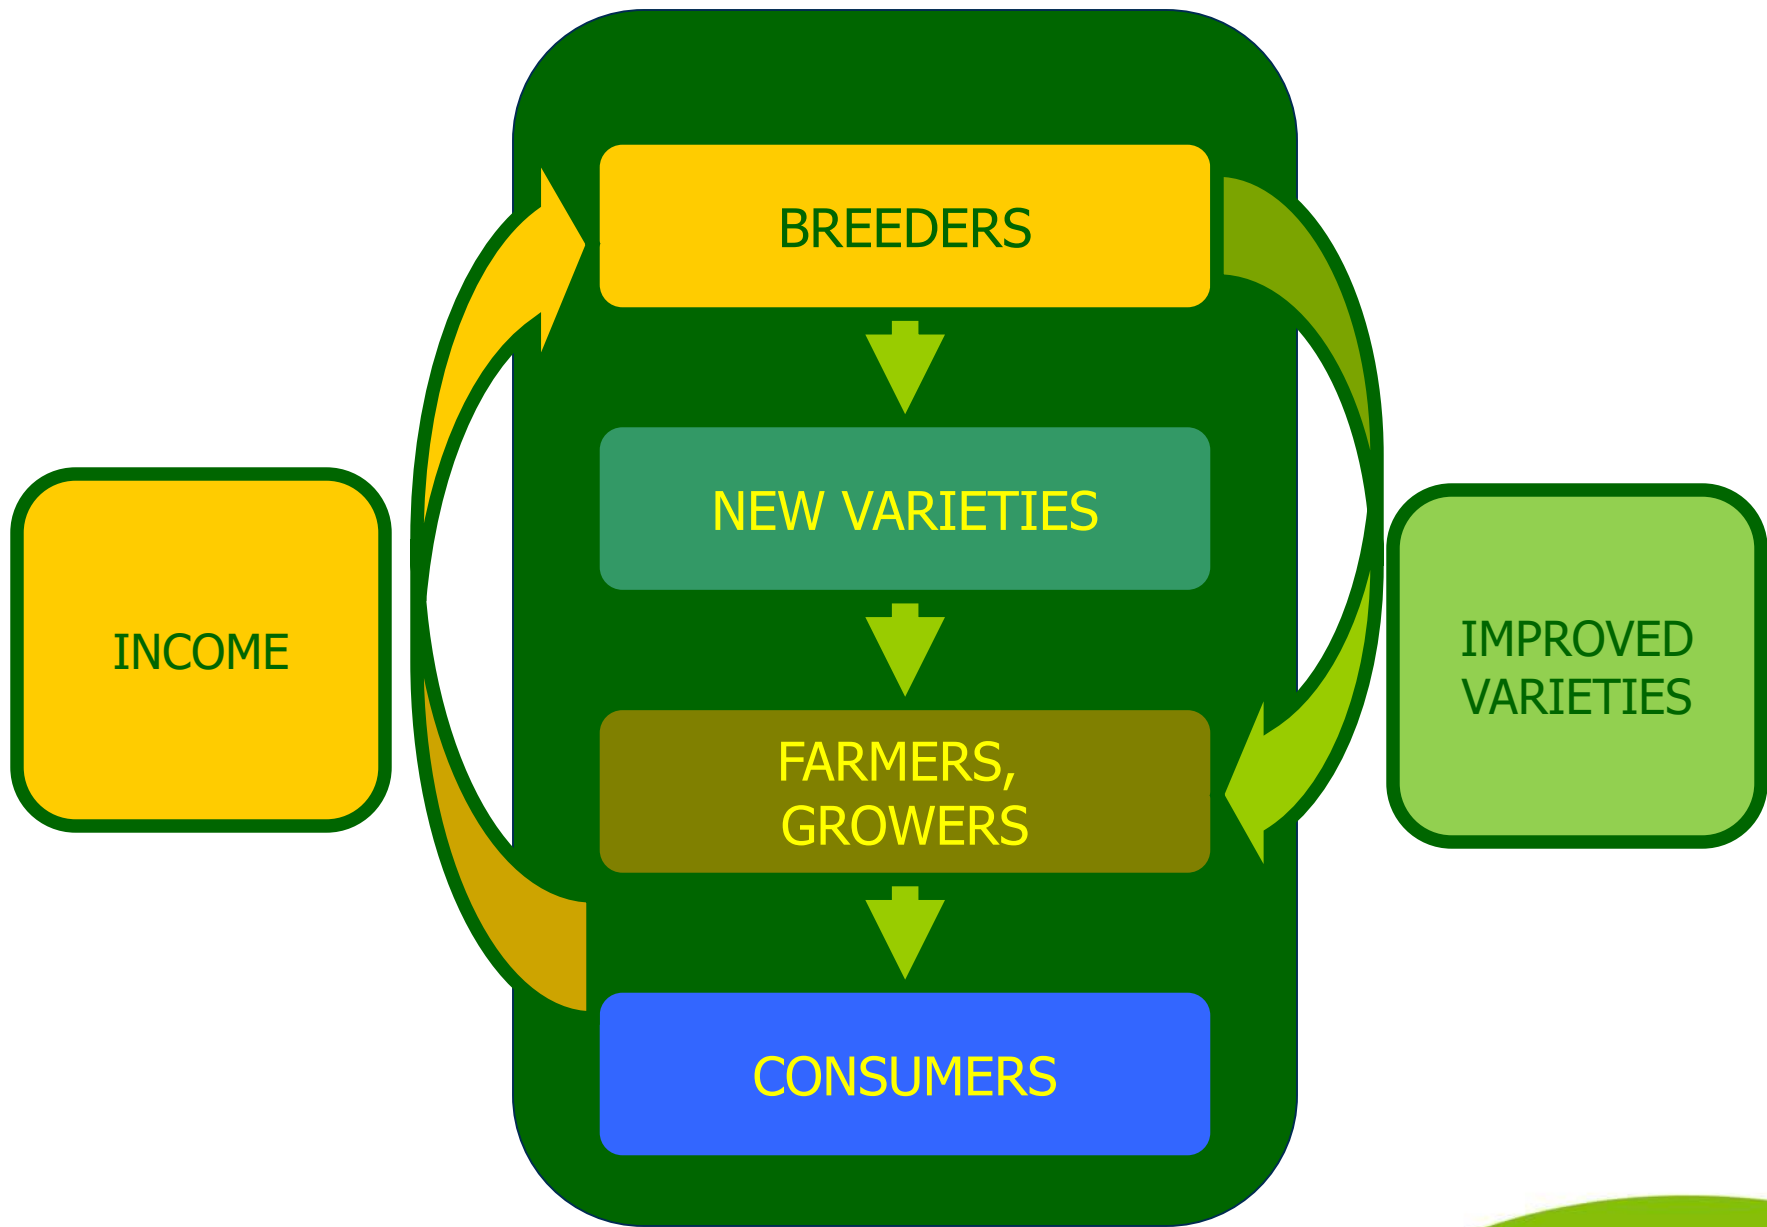 BREEDERS
NEW VARIETIES
FARMERS,
GROWERS
CONSUMERS
INCOME
IMPROVED
VARIETIES